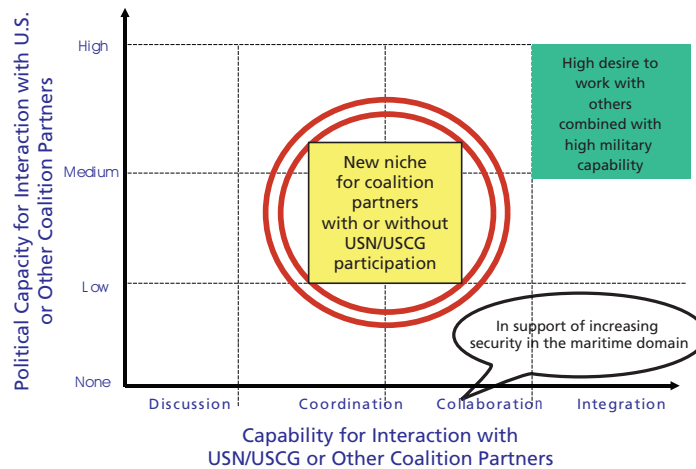 Political Capacity for Interaction with U.S.
or Other Coalition Partners
High
Medium
Low
None
High desire to
work with
others
combined with
high military
capability
New niche
for coalition
partners
with or without
USN/USCG
participation
In support of increasing
security in the maritime domain
Discussion
Coordination
Collaboration
Integration
Capability for Interaction with
USN/USCG or Other Coalition Partners